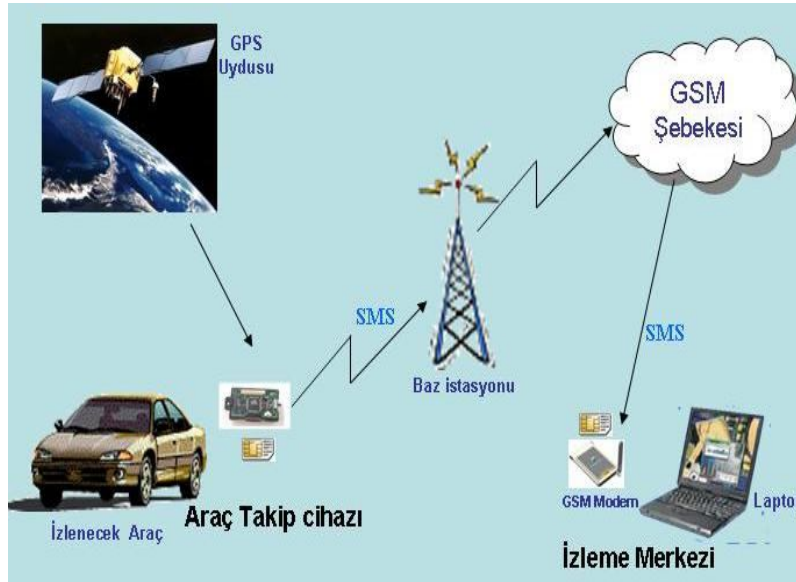 GPS
Uydusu
GSM
Şebekesi
SMS
SMS
Baz istasyonu
GSM Modem
Lapto
İzlenecek Araç
Araç Takip cihazı
İzleme Merkezi